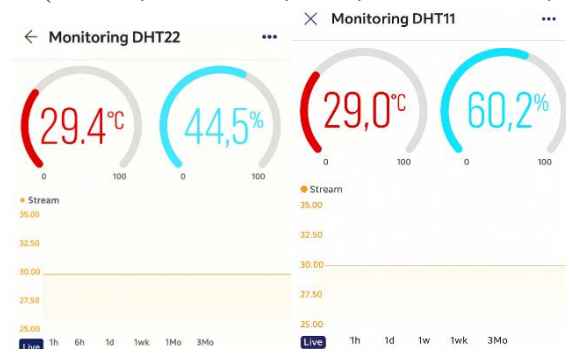 ← Monitoring DHT22 •••
29.4°C 44,5%
0 100 0 100
Stream
35.00
32.50
30.00
27.50
25.00
Live 1h 6h 1d 1wk 1Mo 3Mo
× Monitoring DHT11 •••
29,0°C 60,2%
0 100 0 100
Stream
35.00
32.50
30.00
27.50
25.00
Live 1h 1d 1w 1wk 3Mo